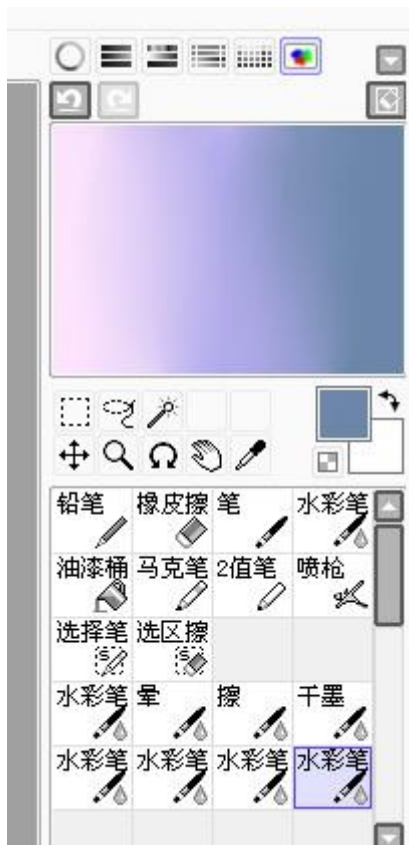 铅笔 橡皮擦 笔 水彩笔
油漆桶 马克笔 2值笔 喷枪
选择笔 选区擦
水彩笔 晕 擦 干墨
水彩笔 水彩笔 水彩笔 水彩笔